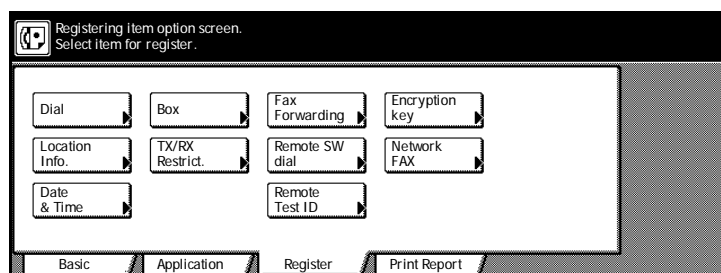 Registering item option screen.
Select item for register.
Dial
Box
Fax
Forwarding
Encryption
key
Location
Info.
TX/RX
Restrict.
Remote SW
dial
Network
FAX
Date
& Time
Remote
Test ID
Basic
Application
Register
Print Report